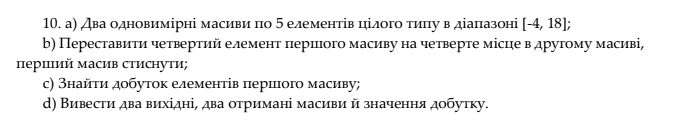 10. a) Два одновимірні масиви по 5 елементів цілого типу в діапазоні [-4, 18];
b) Переставити четвертий елемент першого масиву на четверте місце в другому масиві,
перший масив стиснути;
c) Знайти добуток елементів першого масиву;
d) Вивести два вихідні, два отримані масиви й значення добутку.